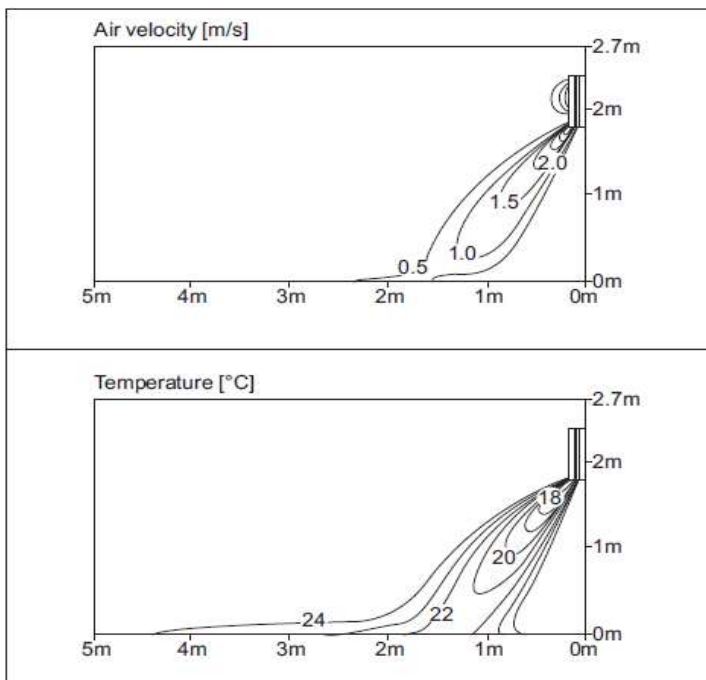 Air velocity [m/s]
2.7m
2m
2.0
1m
1.5
1.0
0.5
0m
5m 4m 3m 2m 1m 0m
Temperature [°C]
2.7m
2m
18
1m
20
22
24
0m
5m 4m 3m 2m 1m 0m